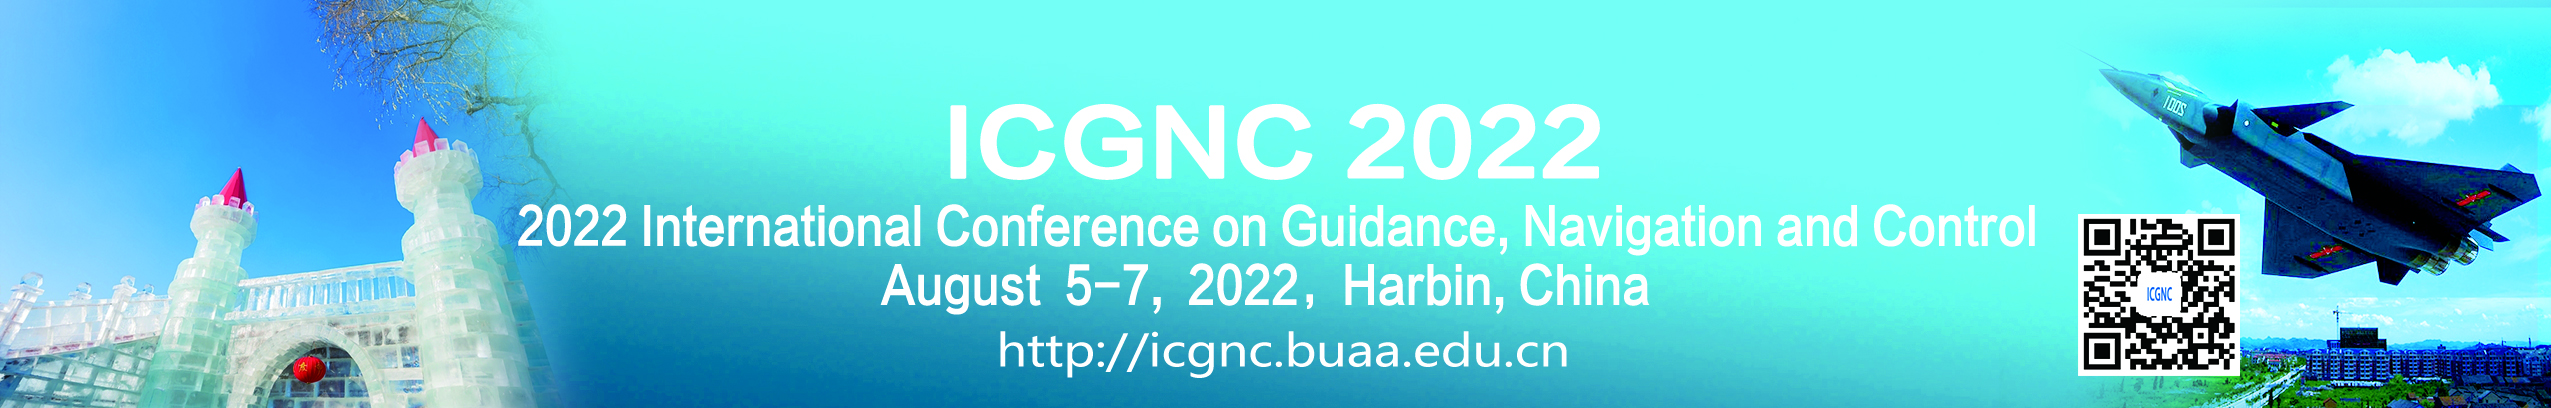 ICGNC 2022
2022 International Conference on Guidance, Navigation and Control
August 5-7, 2022, Harbin, China
http://icgnc.buaa.edu.cn
ICGNC